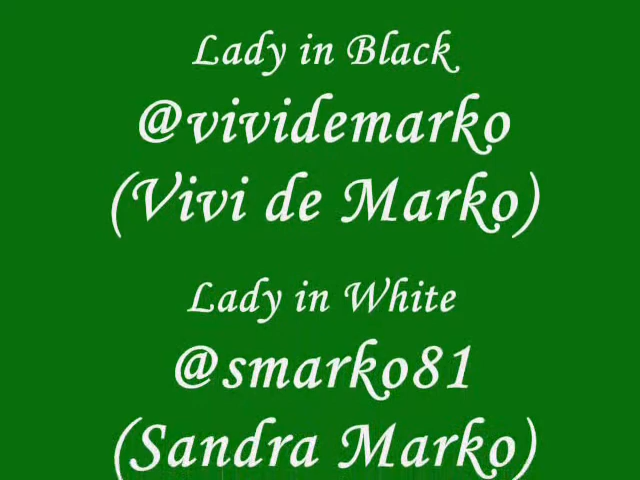 Lady in Black
@vividemarko
(Vivi de Marko)
Lady in White
@smarko81
(Sandra Marko)